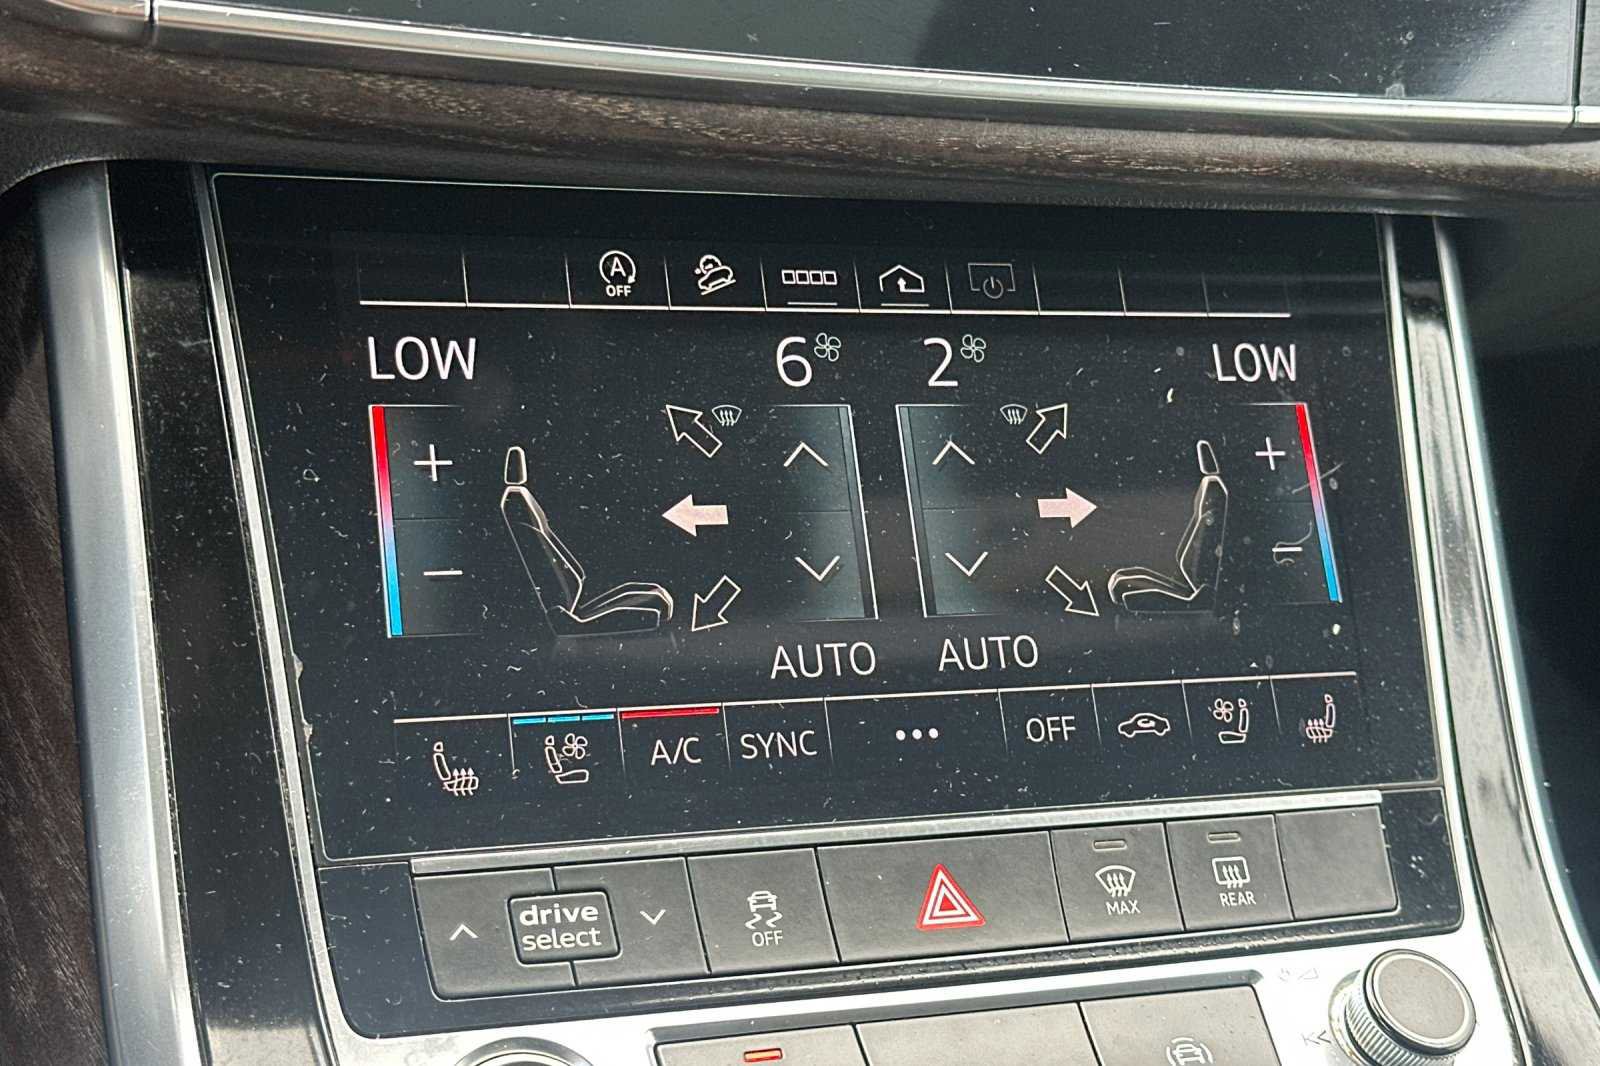 A
OFF
LOW 6 2 LOW
AUTO AUTO
A/C SYNC ••• OFF
drive
select
OFF
MAX
REAR